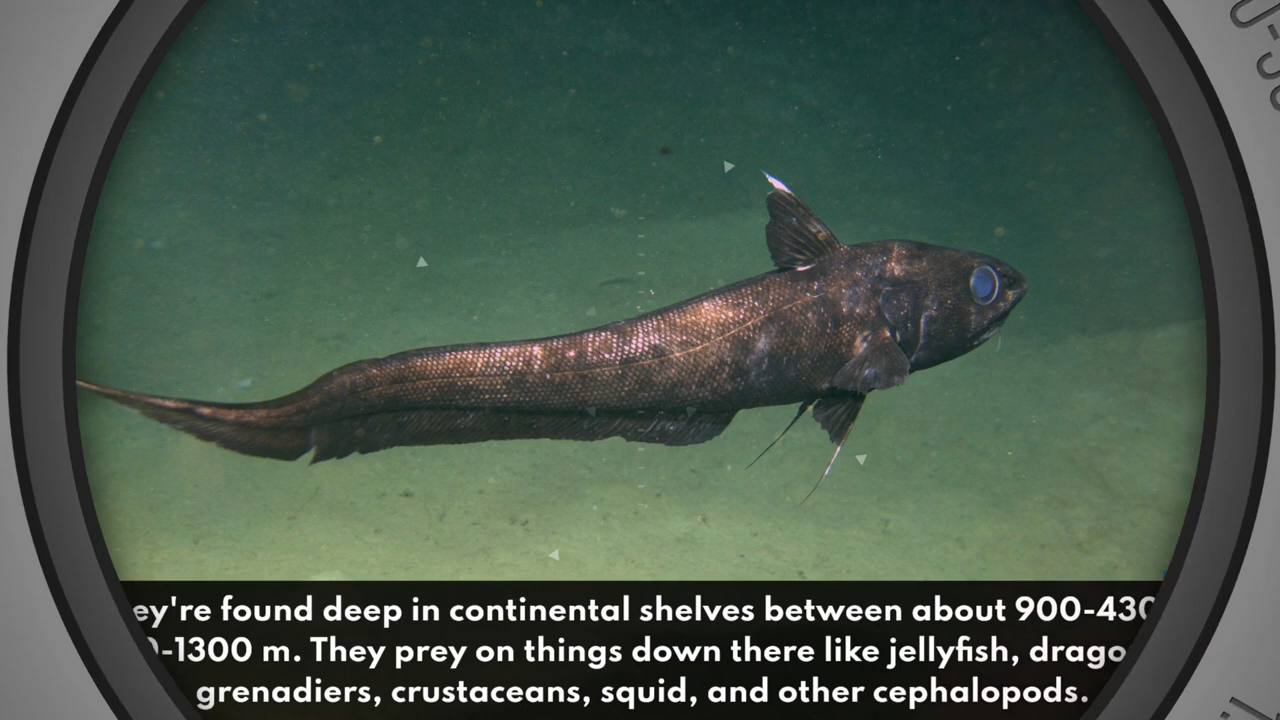 ey're found deep in continental shelves between about 900-430
-1300 m. They prey on things down there like jellyfish, drago
grenadiers, crustaceans, squid, and other cephalopods.